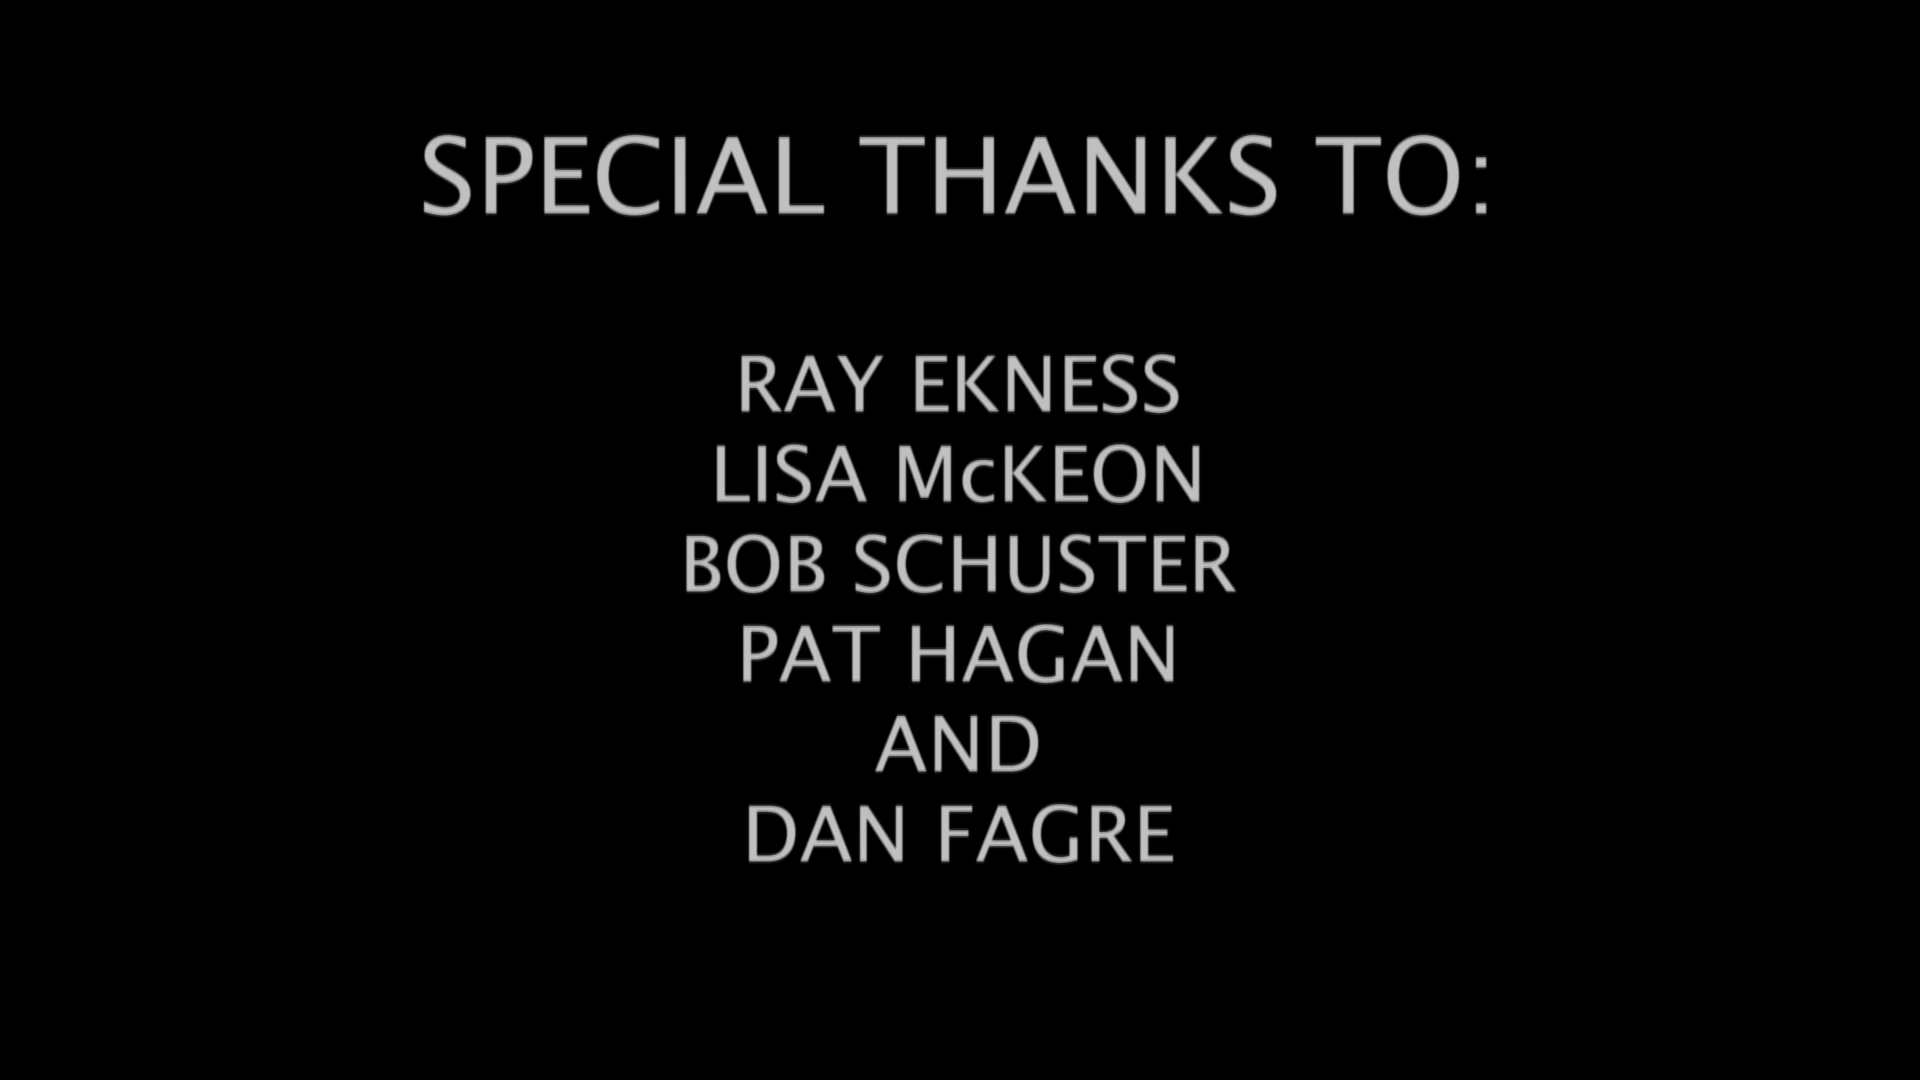 SPECIAL THANKS TO:
RAY EKNESS
LISA McKEON
BOB SCHUSTER
PAT HAGAN
AND
DAN FAGRE